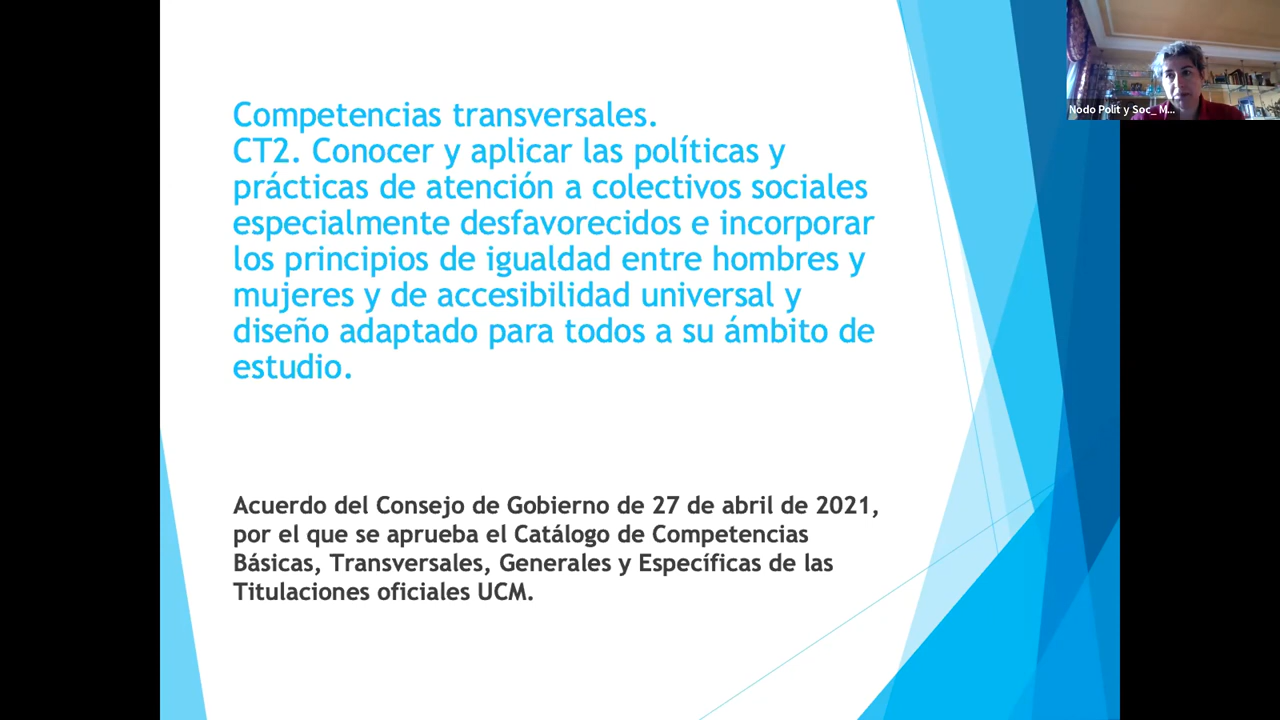 Competencias transversales.
CT2. Conocer y aplicar las políticas y
prácticas de atención a colectivos sociales
especialmente desfavorecidos e incorporar
los principios de igualdad entre hombres y
mujeres y de accesibilidad universal y
diseño adaptado para todos a su ámbito de
estudio.
Acuerdo del Consejo de Gobierno de 27 de abril de 2021,
por el que se aprueba el Catálogo de Competencias
Básicas, Transversales, Generales y Específicas de las
Titulaciones oficiales UCM.
Nodo Polit y Soc_ M...